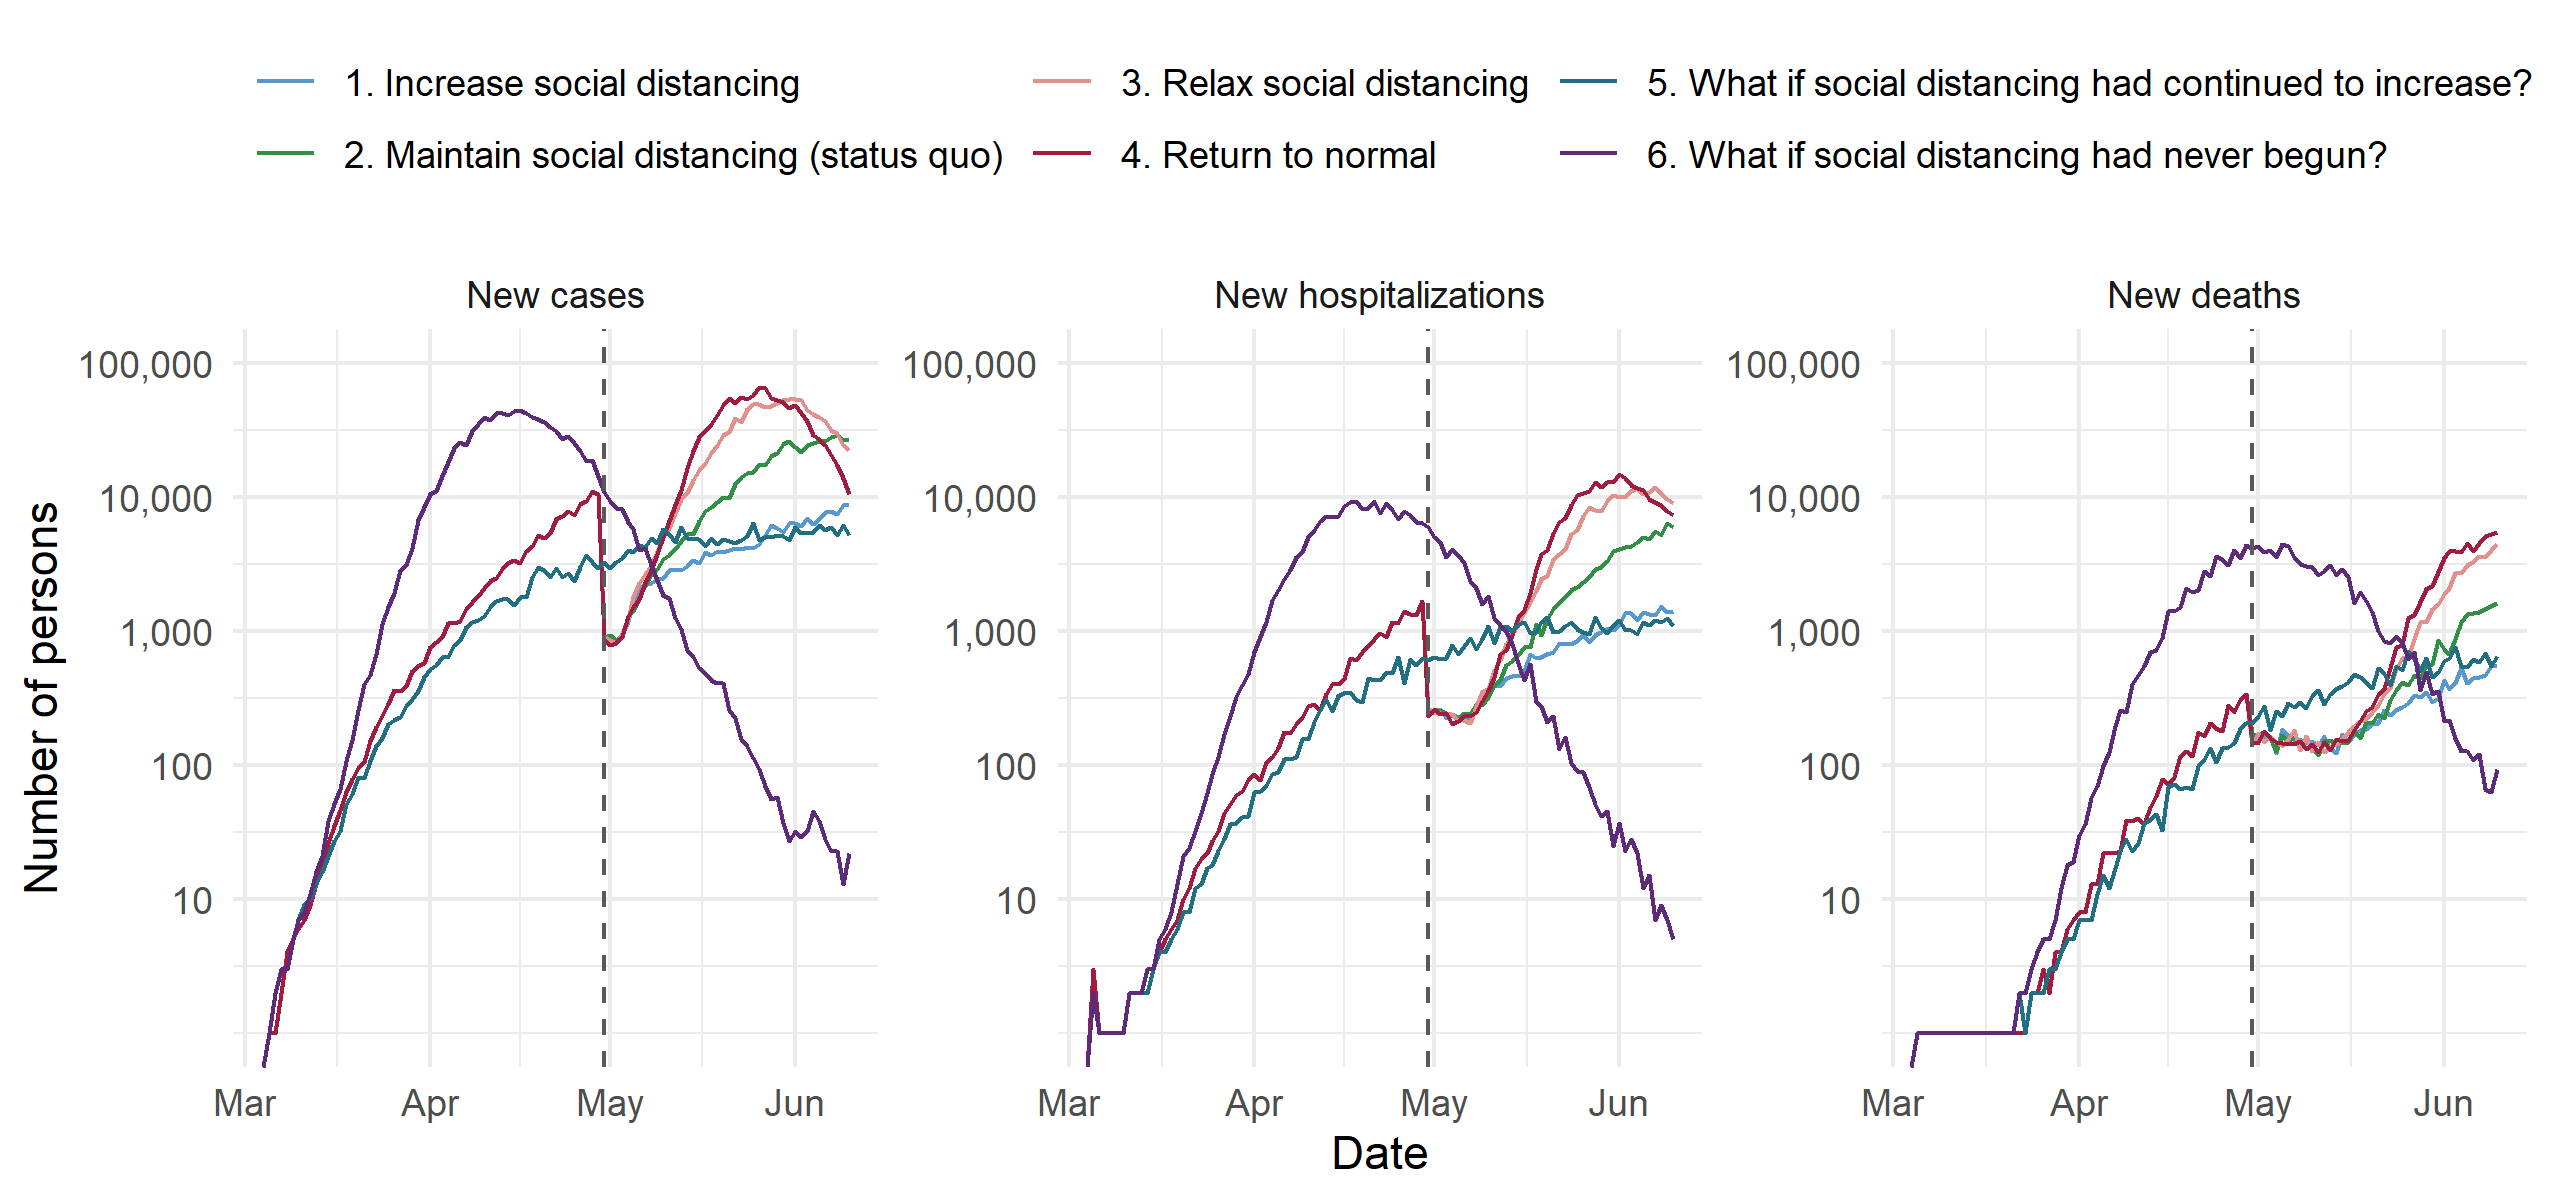 1. Increase social distancing
3. Relax social distancing
5. What if social distancing had continued to increase?
2. Maintain social distancing (status quo)
4. Return to normal
6. What if social distancing had never begun?
New cases
New hospitalizations
New deaths
Number of persons
100,000
10,000
1,000
100
10
100,000
10,000
1,000
100
10
100,000
10,000
1,000
100
10
Mar
Apr
May
Jun
Mar
Apr
May
Jun
Mar
Apr
May
Jun
Date